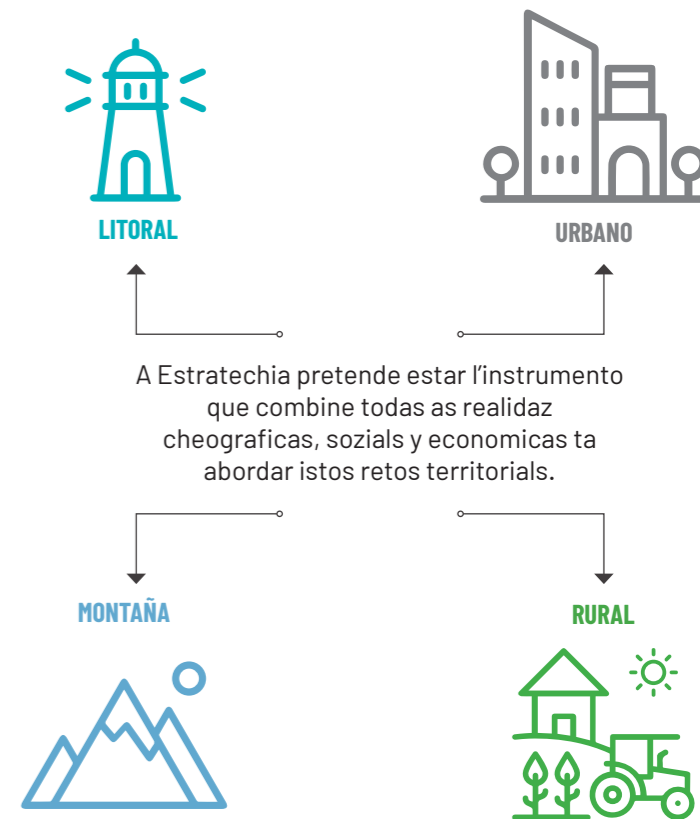 LITORAL
URBANO
A Estratechia pretende estar l’instrumento
que combine todas as realidaz
cheograficas, sozials y economicas ta
abordar istos retos territorials.
MONTAÑA
RURAL